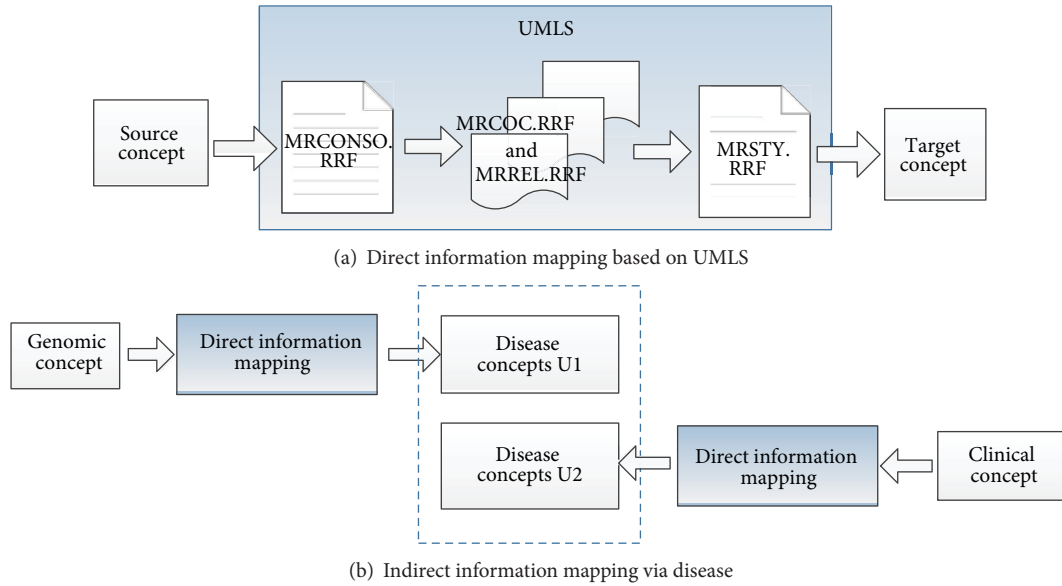 UMLS
Source
concept
MRCONSO.
RRF
MRCOC.RRF
and
MRREL.RRF
MRSTY.
RRF
Target
concept
(a) Direct information mapping based on UMLS
Genomic
concept
Direct information
mapping
Disease
concepts U1
Disease
concepts U2
Direct information
mapping
Clinical
concept
(b) Indirect information mapping via disease